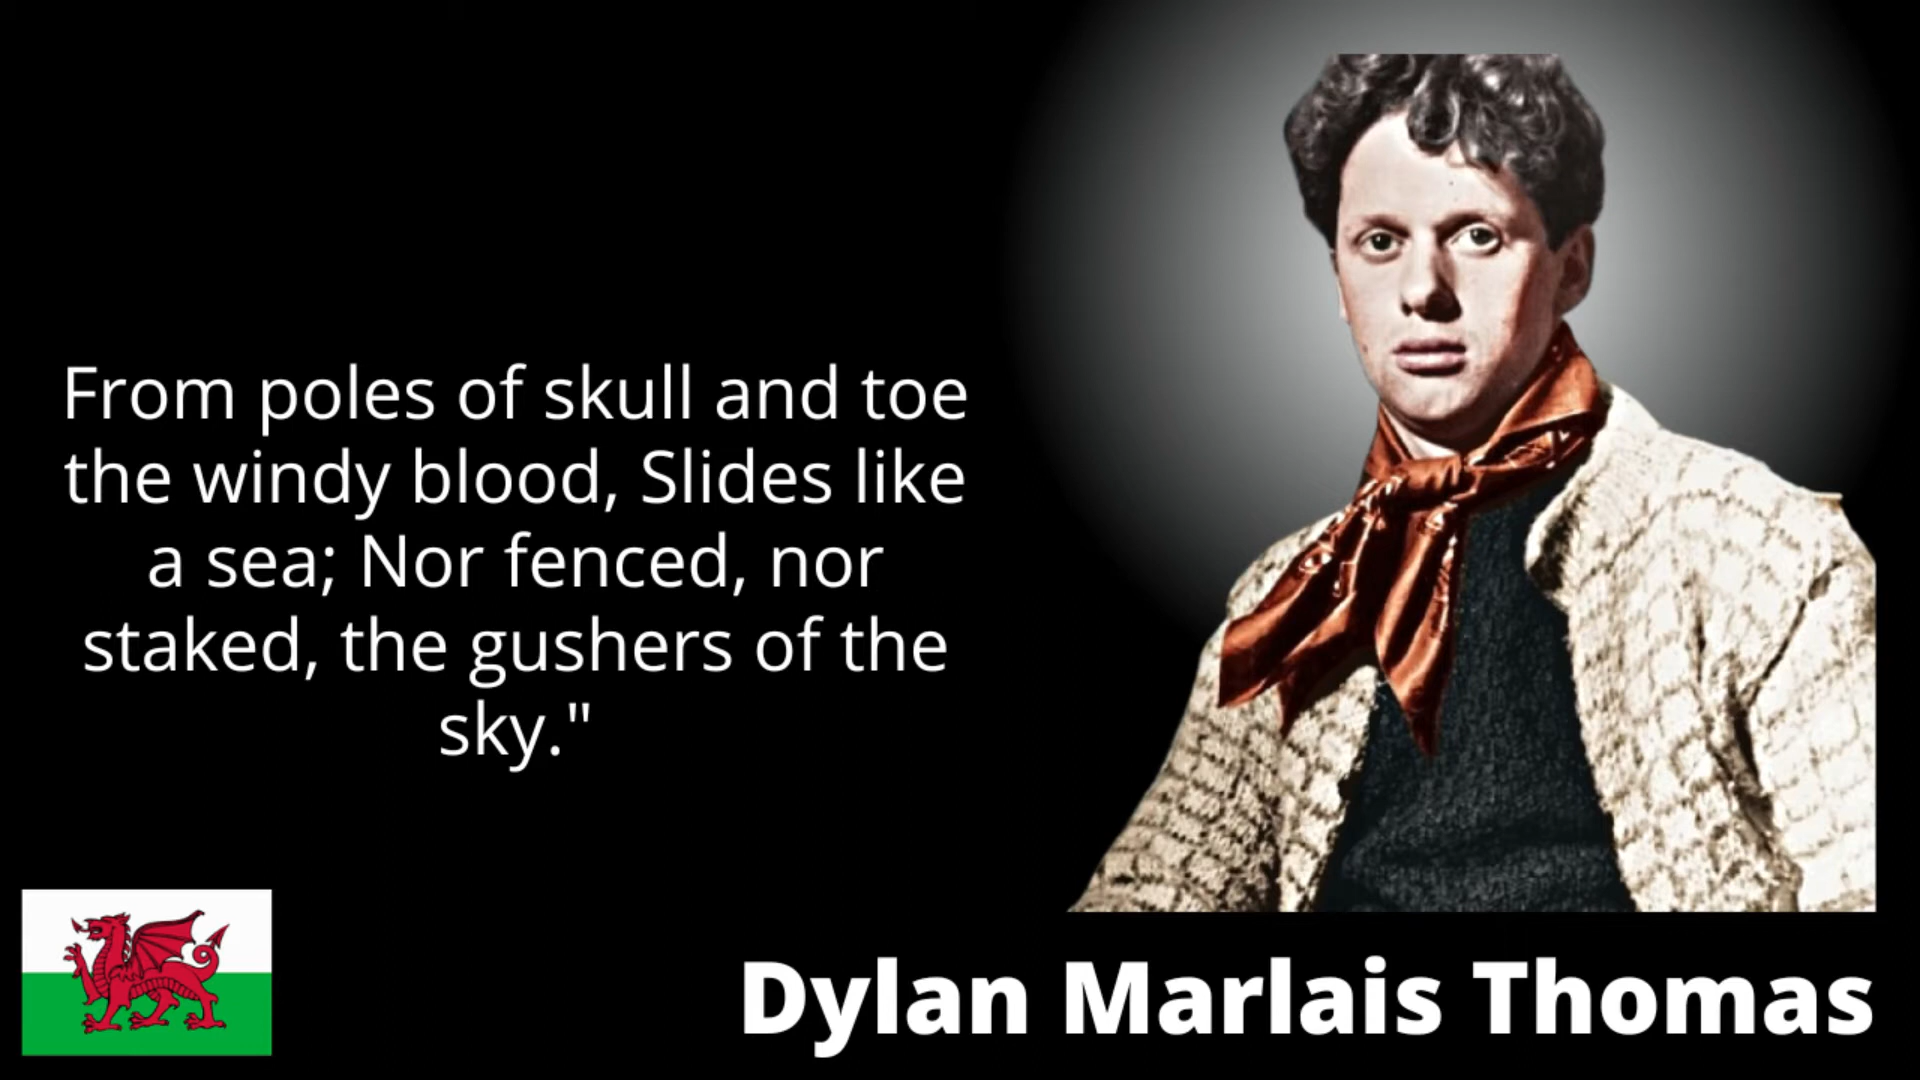 From poles of skull and toe
the windy blood, Slides like
a sea; Nor fenced, nor
staked, the gushers of the
sky."
Dylan Marlais Thomas